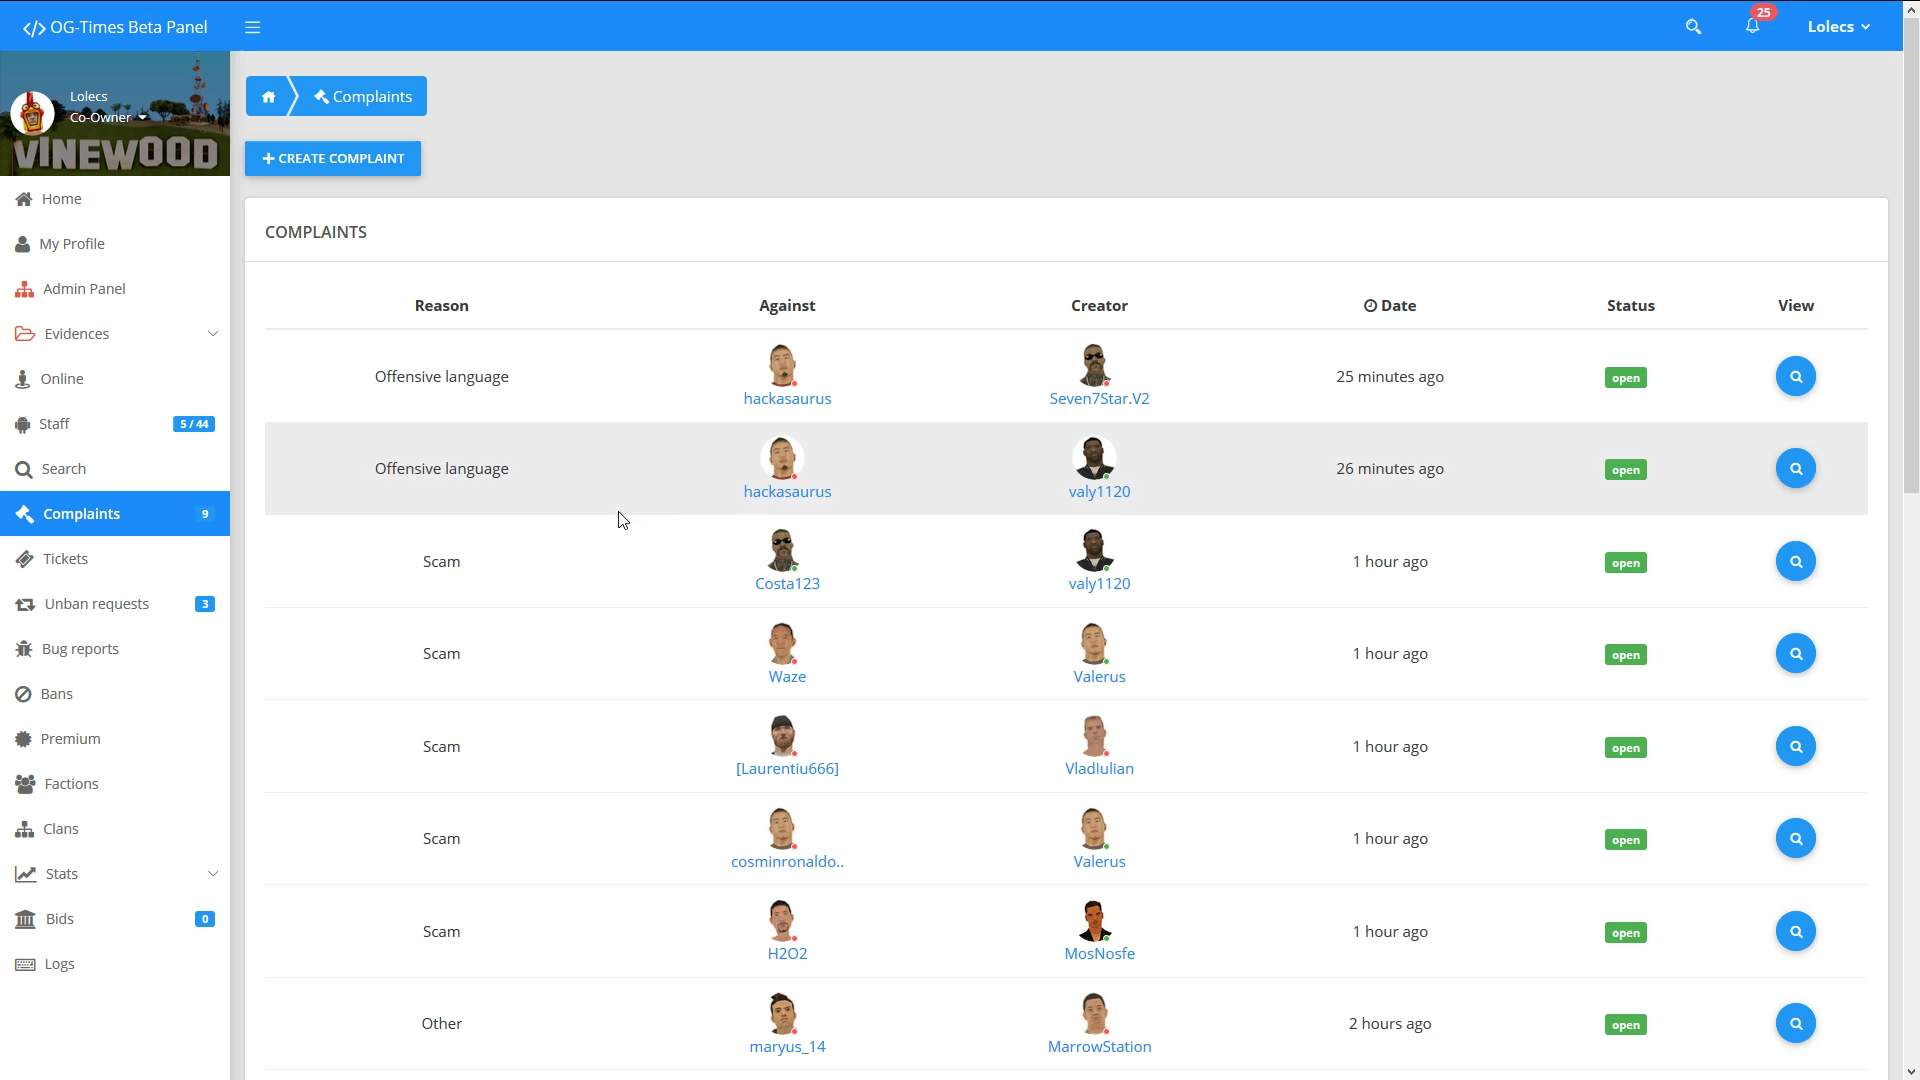 </> OG-Times Beta Panel
25
Lolecs
Lolecs
Co-Owner
VINEWOOD
Home
My Profile
Admin Panel
Evidences
Online
Staff 5 / 44
Search
Complaints 9
Tickets
Unban requests 3
Bug reports
Bans
Premium
Factions
Clans
Stats
Bids 0
Logs
Complaints
+ CREATE COMPLAINT
COMPLAINTS
Reason Against Creator Date Status View
Offensive language hackasaurus Seven7Star.V2 25 minutes ago open
Offensive language hackasaurus valy1120 26 minutes ago open
Scam Costa123 valy1120 1 hour ago open
Scam Waze Valerus 1 hour ago open
Scam [Laurentiu666] VladIulian 1 hour ago open
Scam cosminronaldo.. Valerus 1 hour ago open
Scam H2O2 MosNosfe 1 hour ago open
Other maryus_14 MarrowStation 2 hours ago open